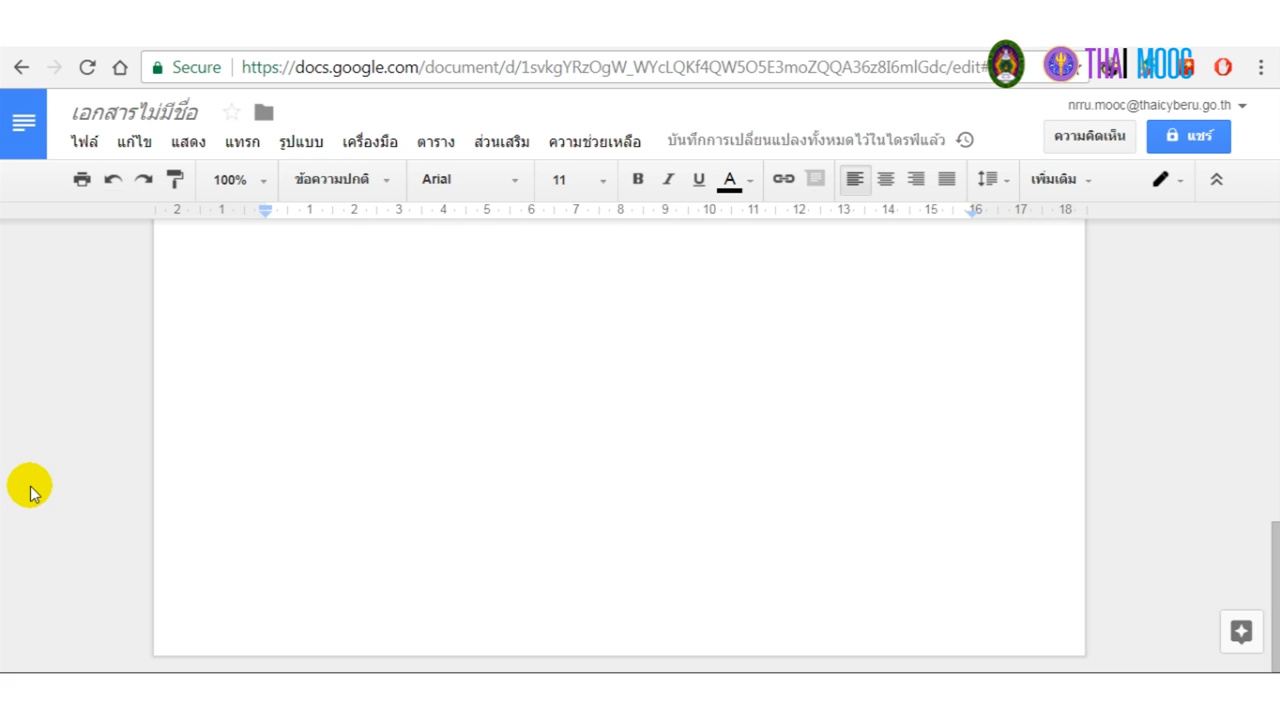 Secure https://docs.google.com/document/d/1svkgYRzOgW_WYcLQKf4QW5O5E3moZQQA36z8I6mlGdc/edit#
THAI MOOC
เอกสารไม่มีชื่อ
nrru.mooc@thaicyberu.go.th
ไฟล์ แก้ไข แสดง แทรก รูปแบบ เครื่องมือ ตาราง ส่วนเสริม ความช่วยเหลือ บันทึกการเปลี่ยนแปลงทั้งหมดไว้ในไดรฟ์แล้ว ความคิดเห็น แชร์
100% ข้อความปกติ Arial 11 B I U A เพิ่มเติม
2 1 1 2 3 4 5 6 7 8 9 10 11 12 13 14 15 16 17 18